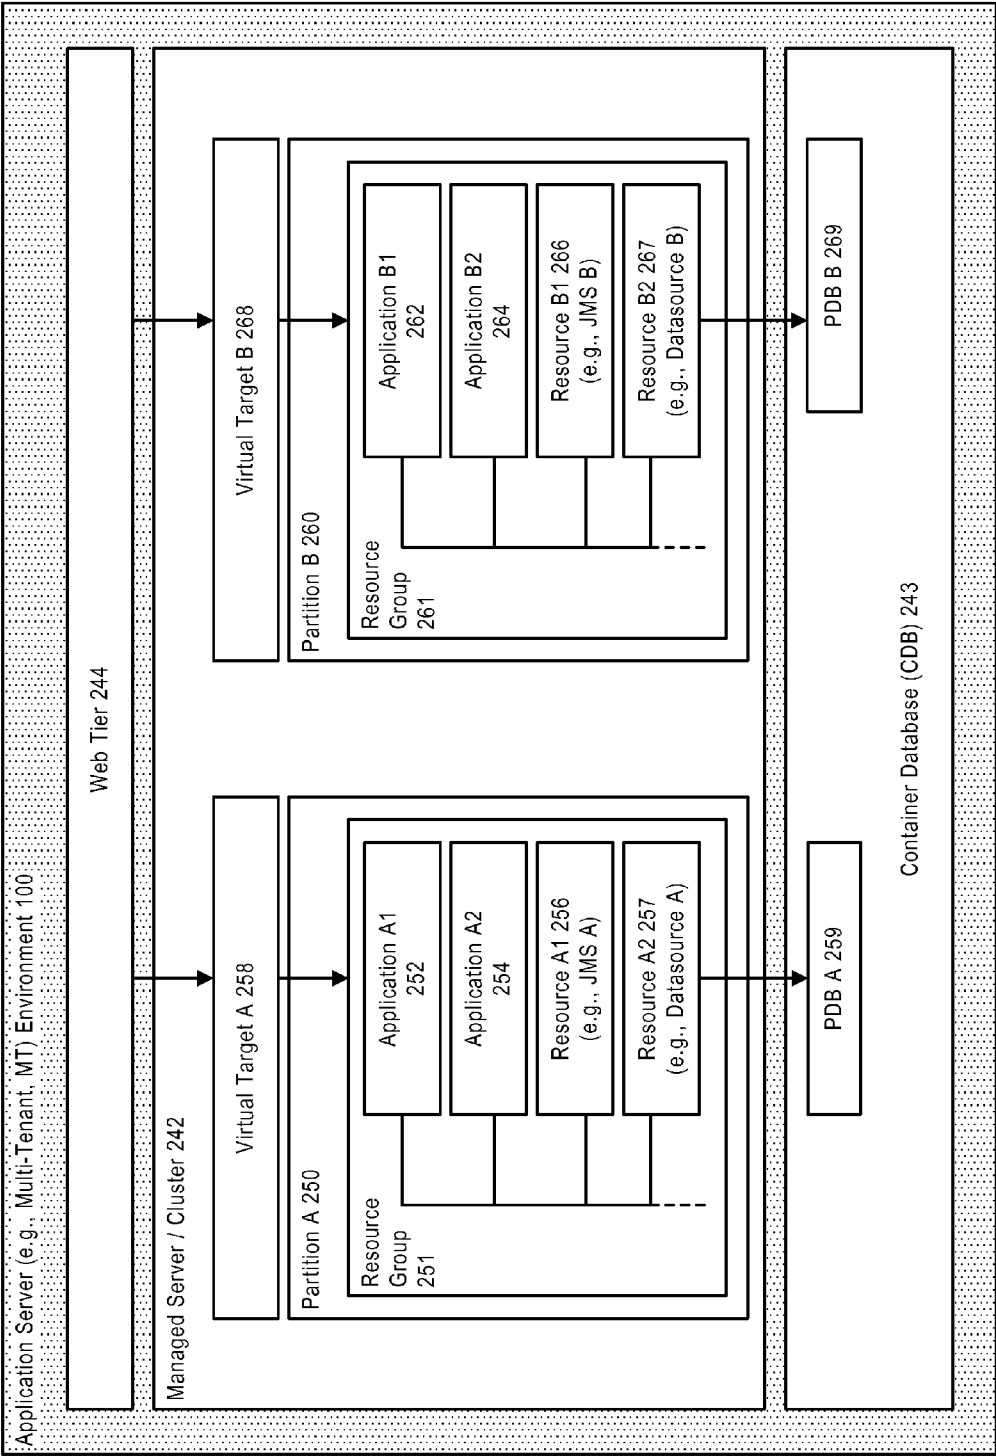 Application Server (e.g., Multi-Tenant, MT) Environment 100
Web Tier 244
Managed Server / Cluster 242
Virtual Target A 258
Partition A 250
Resource
Group
251
Application A1
252
Application A2
254
Resource A1 256
(e.g., JMS A)
Resource A2 257
(e.g., Datasource A)
Virtual Target B 268
Partition B 260
Resource
Group
261
Application B1
262
Application B2
264
Resource B1 266
(e.g., JMS B)
Resource B2 267
(e.g., Datasource B)
PDB A 259
PDB B 269
Container Database (CDB) 243